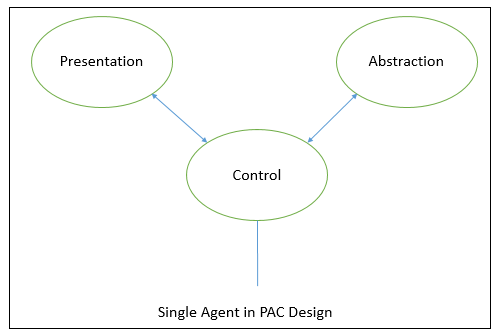 Presentation
Abstraction
Control
Single Agent in PAC Design